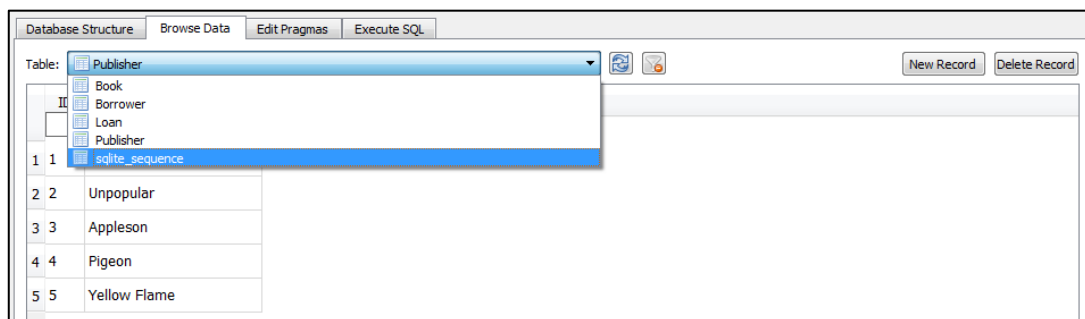 Database Structure Browse Data Edit Pragmas Execute SQL
Table: Publisher New Record Delete Record
Book
Borrower
Loan
Publisher
1 1 sqlite_sequence
2 2 Unpopular
3 3 Appleson
4 4 Pigeon
5 5 Yellow Flame